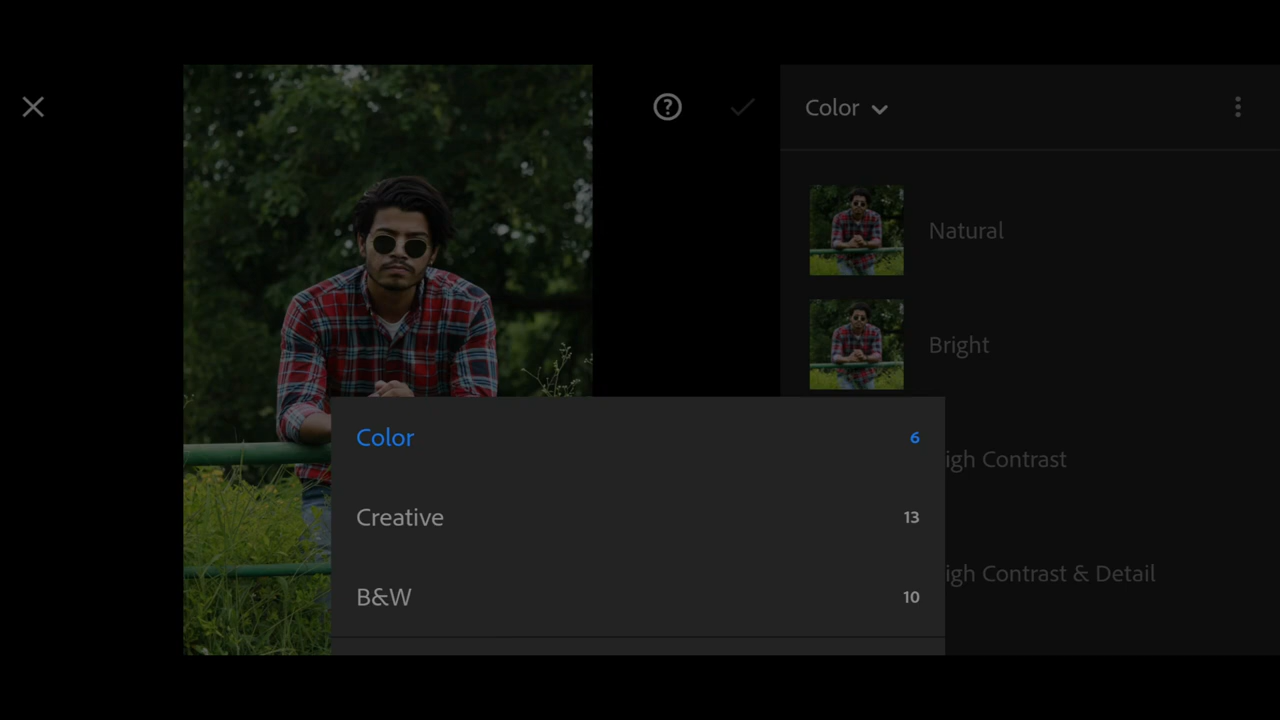 Color
Natural
Bright
igh Contrast
igh Contrast & Detail
Color 6
Creative 13
B&W 10